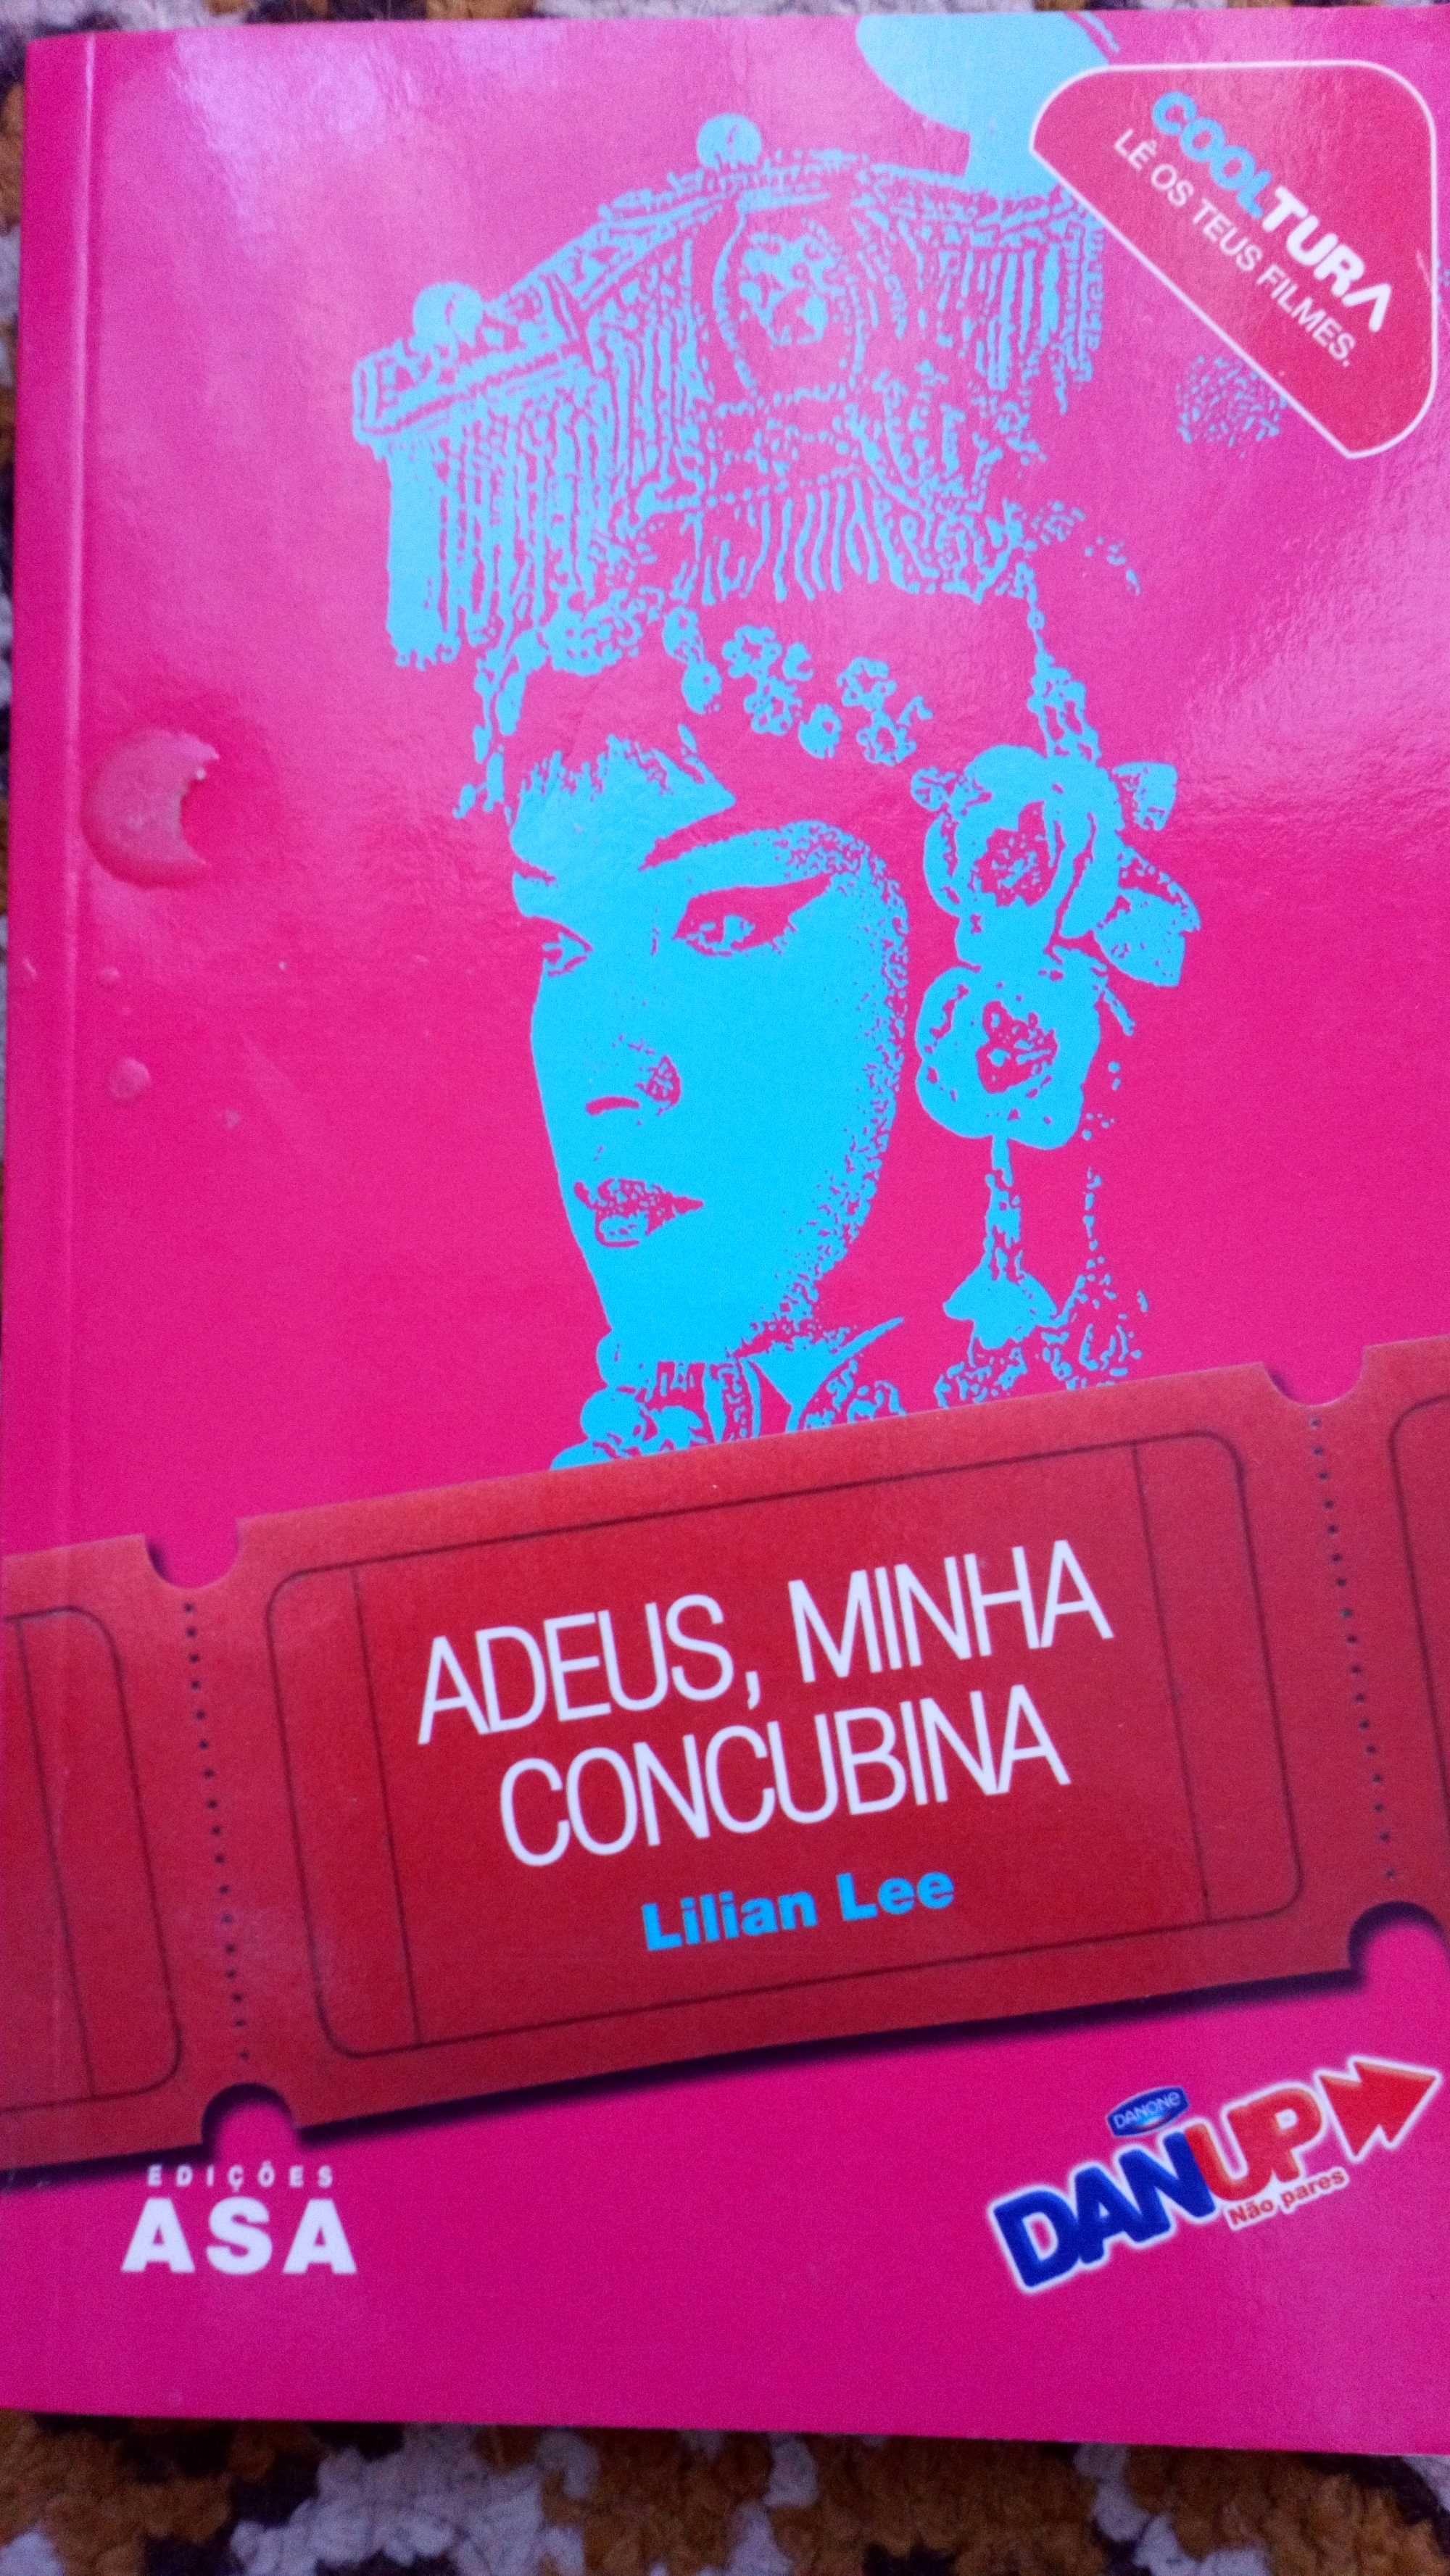 COOLTURA
LÊ OS TEUS FILMES.
ADEUS, MINHA
CONCUBINA
Lilian Lee
EDIÇÕES
ASA
DANONE
DANUP
Não pares